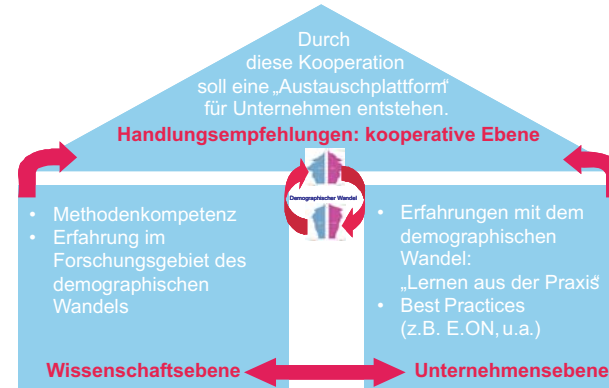 Durch
diese Kooperation
soll eine „Austauschplattform“
für Unternehmen entstehen.
Handlungsempfehlungen: kooperative Ebene
Demographischer Wandel
• Methodenkompetenz
• Erfahrung im
Forschungsgebiet des
demographischen
Wandels
• Erfahrungen mit dem
demographischen
Wandel:
„Lernen aus der Praxis“
• Best Practices
(z.B. E.ON, u.a.)
Wissenschaftsebene
Unternehmensebene